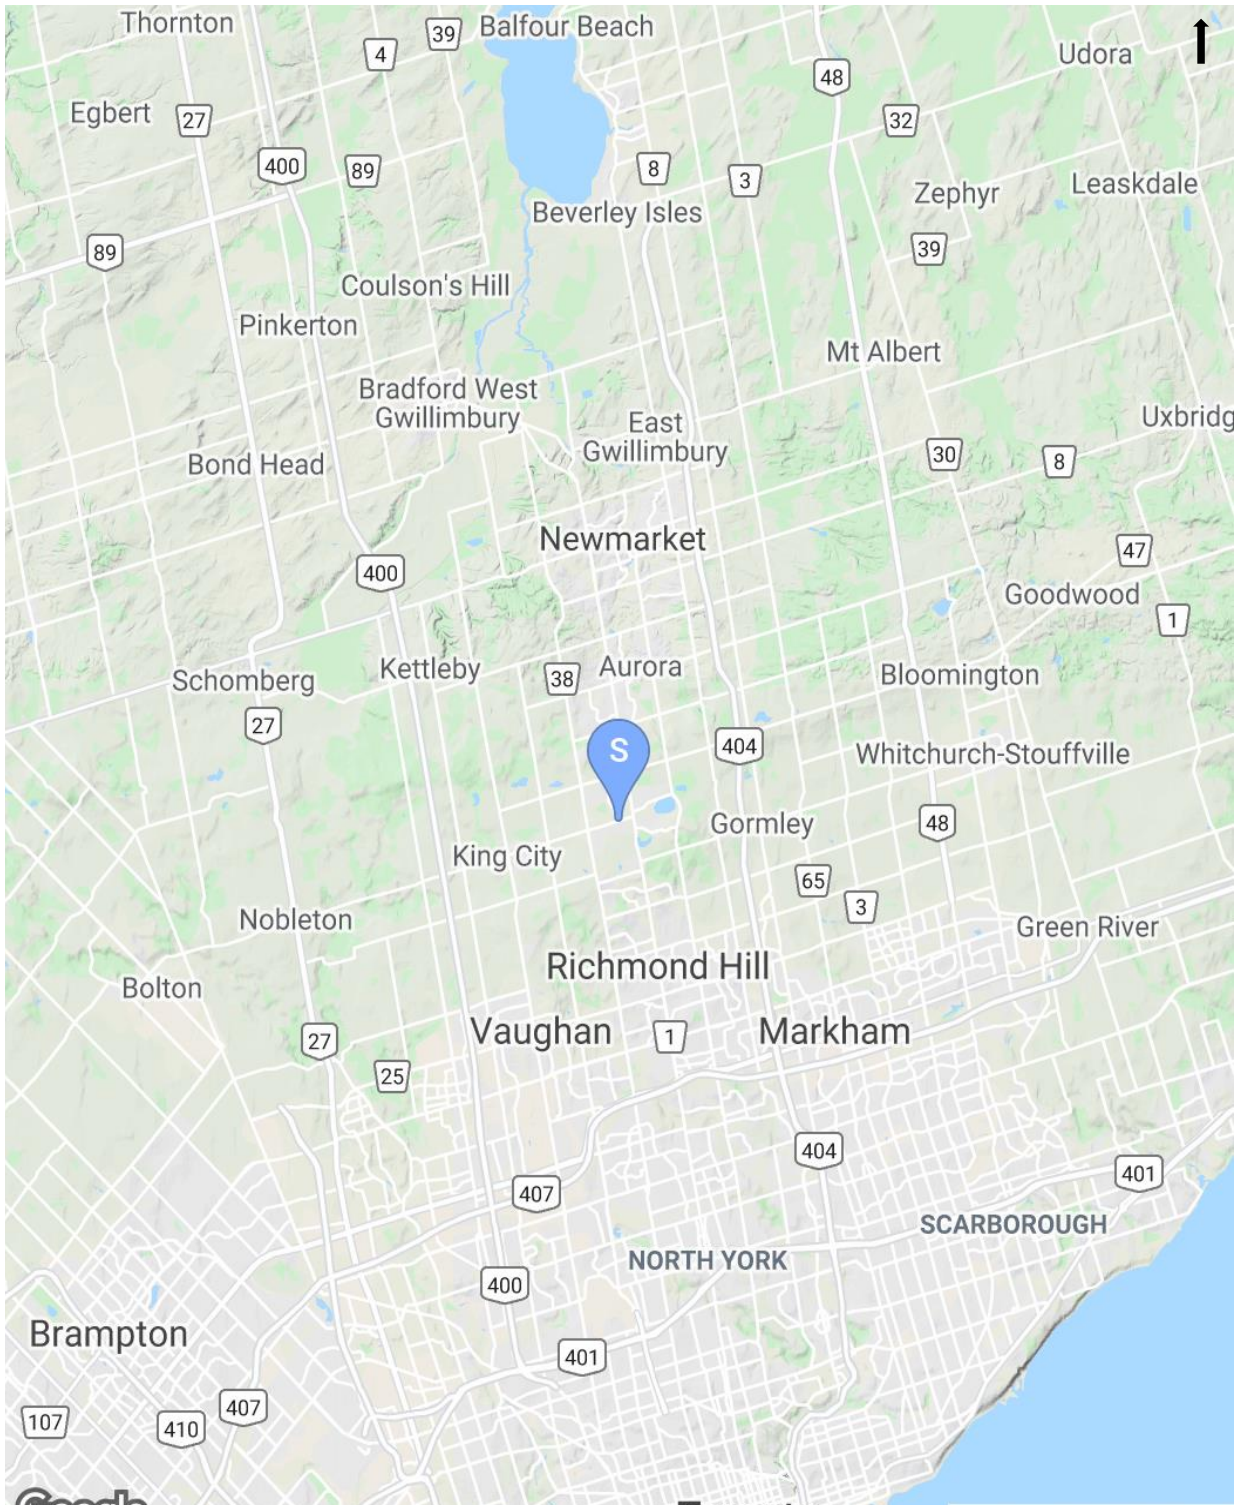 Thornton
39
Balfour Beach
4
48
Udora
Egbert
27
32
400
89
8
3
Zephyr
Leaskdale
Beverley Isles
89
39
Coulson's Hill
Pinkerton
Mt Albert
Bradford West
Gwillimbury
East
Gwillimbury
Uxbridg
Bond Head
30
8
Newmarket
47
400
Goodwood
1
Schomberg
Kettleby
38
Aurora
Bloomington
27
S
404
Whitchurch-Stouffville
King City
Gormley
48
65
3
Nobleton
Green River
Bolton
Richmond Hill
27
Vaughan
1
Markham
25
404
407
401
SCARBOROUGH
NORTH YORK
400
Brampton
401
107
410
407